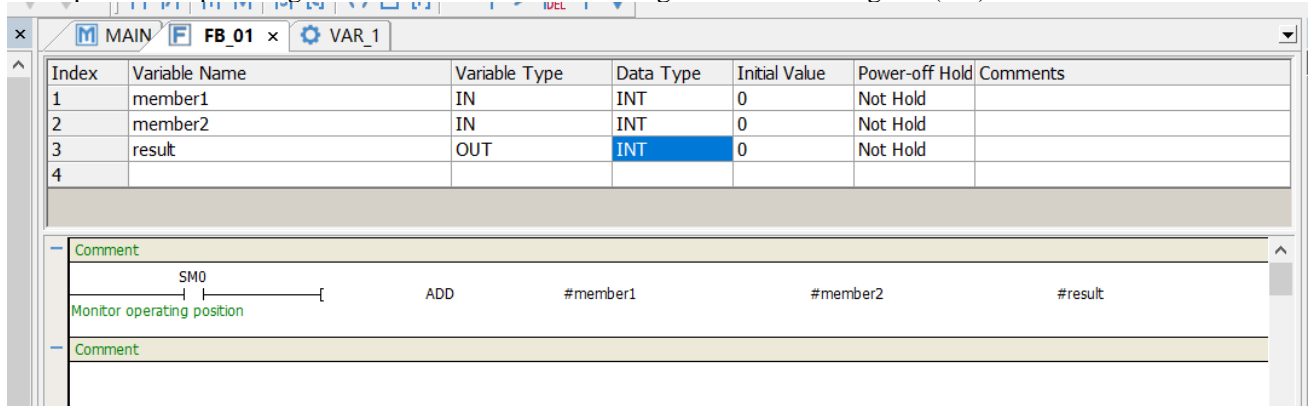 MAIN FB_01 × VAR_1
Index Variable Name Variable Type Data Type Initial Value Power-off Hold Comments
1 member1 IN INT 0 Not Hold
2 member2 IN INT 0 Not Hold
3 result OUT INT 0 Not Hold
4
Comment
SM0
ADD #member1 #member2 #result
Monitor operating position
Comment